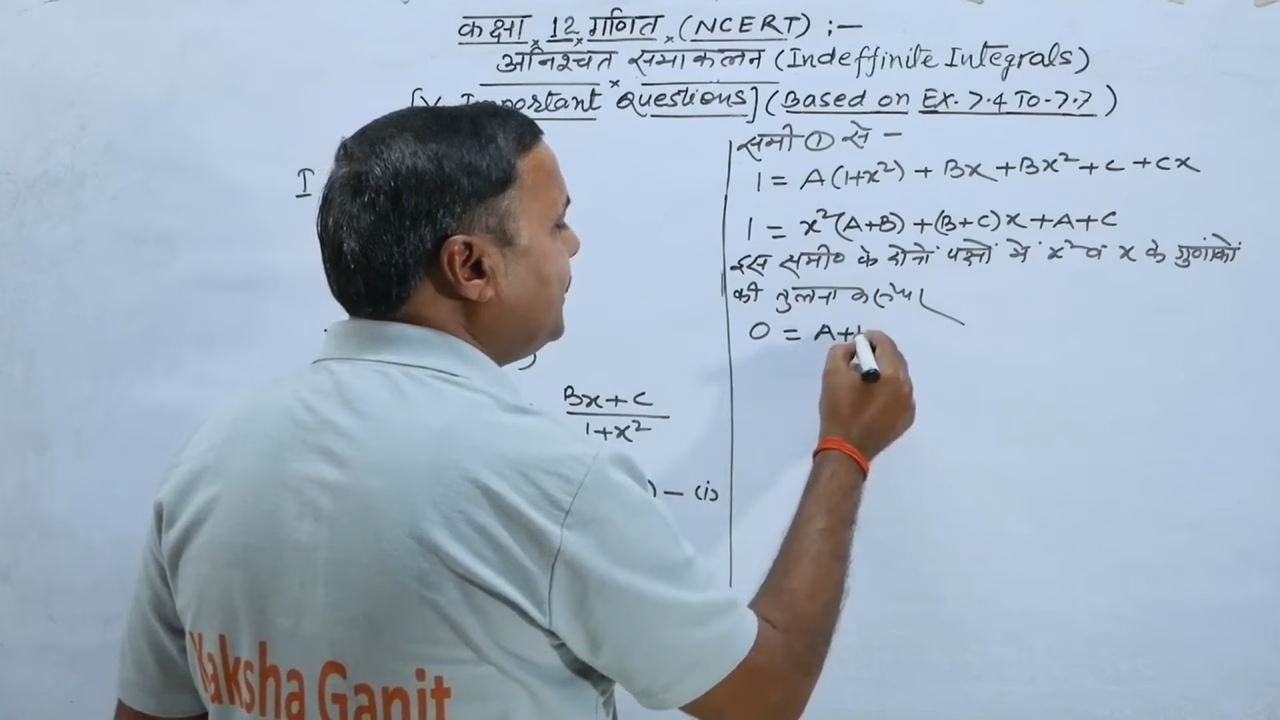 कक्षा 12 गणित (NCERT) :-
अनिश्चत समाकलन (Indeffinite Integrals)
Important Questions] (Based on EX. 7.4 To - 7.7)
I
Bx+C
1+x²
) - (i)
समी ① से -
1 = A(1+x²) + Bx + Bx² + C + Cx
1 = x²(A+B) + (B+C)x + A + C
इस समी० के दोनों पक्षों में x² व x के गुणांकों
की तुलना करने पर
0 = A+
Kaksha Ganit